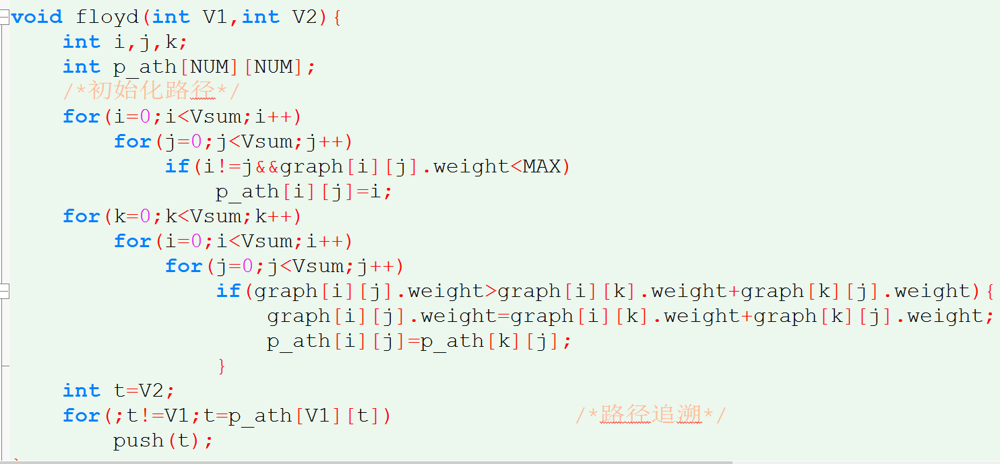 void floyd(int V1,int V2){
    int i,j,k;
    int p_ath[NUM][NUM];
    /*初始化路径*/
    for(i=0;i<Vsum;i++)
        for(j=0;j<Vsum;j++)
            if(i!=j&&graph[i][j].weight<MAX)
                p_ath[i][j]=i;
    for(k=0;k<Vsum;k++)
        for(i=0;i<Vsum;i++)
            for(j=0;j<Vsum;j++)
                if(graph[i][j].weight>graph[i][k].weight+graph[k][j].weight){
                    graph[i][j].weight=graph[i][k].weight+graph[k][j].weight;
                    p_ath[i][j]=p_ath[k][j];
                }
    int t=V2;
    for(;t!=V1;t=p_ath[V1][t])                /*路径追溯*/
        push(t);